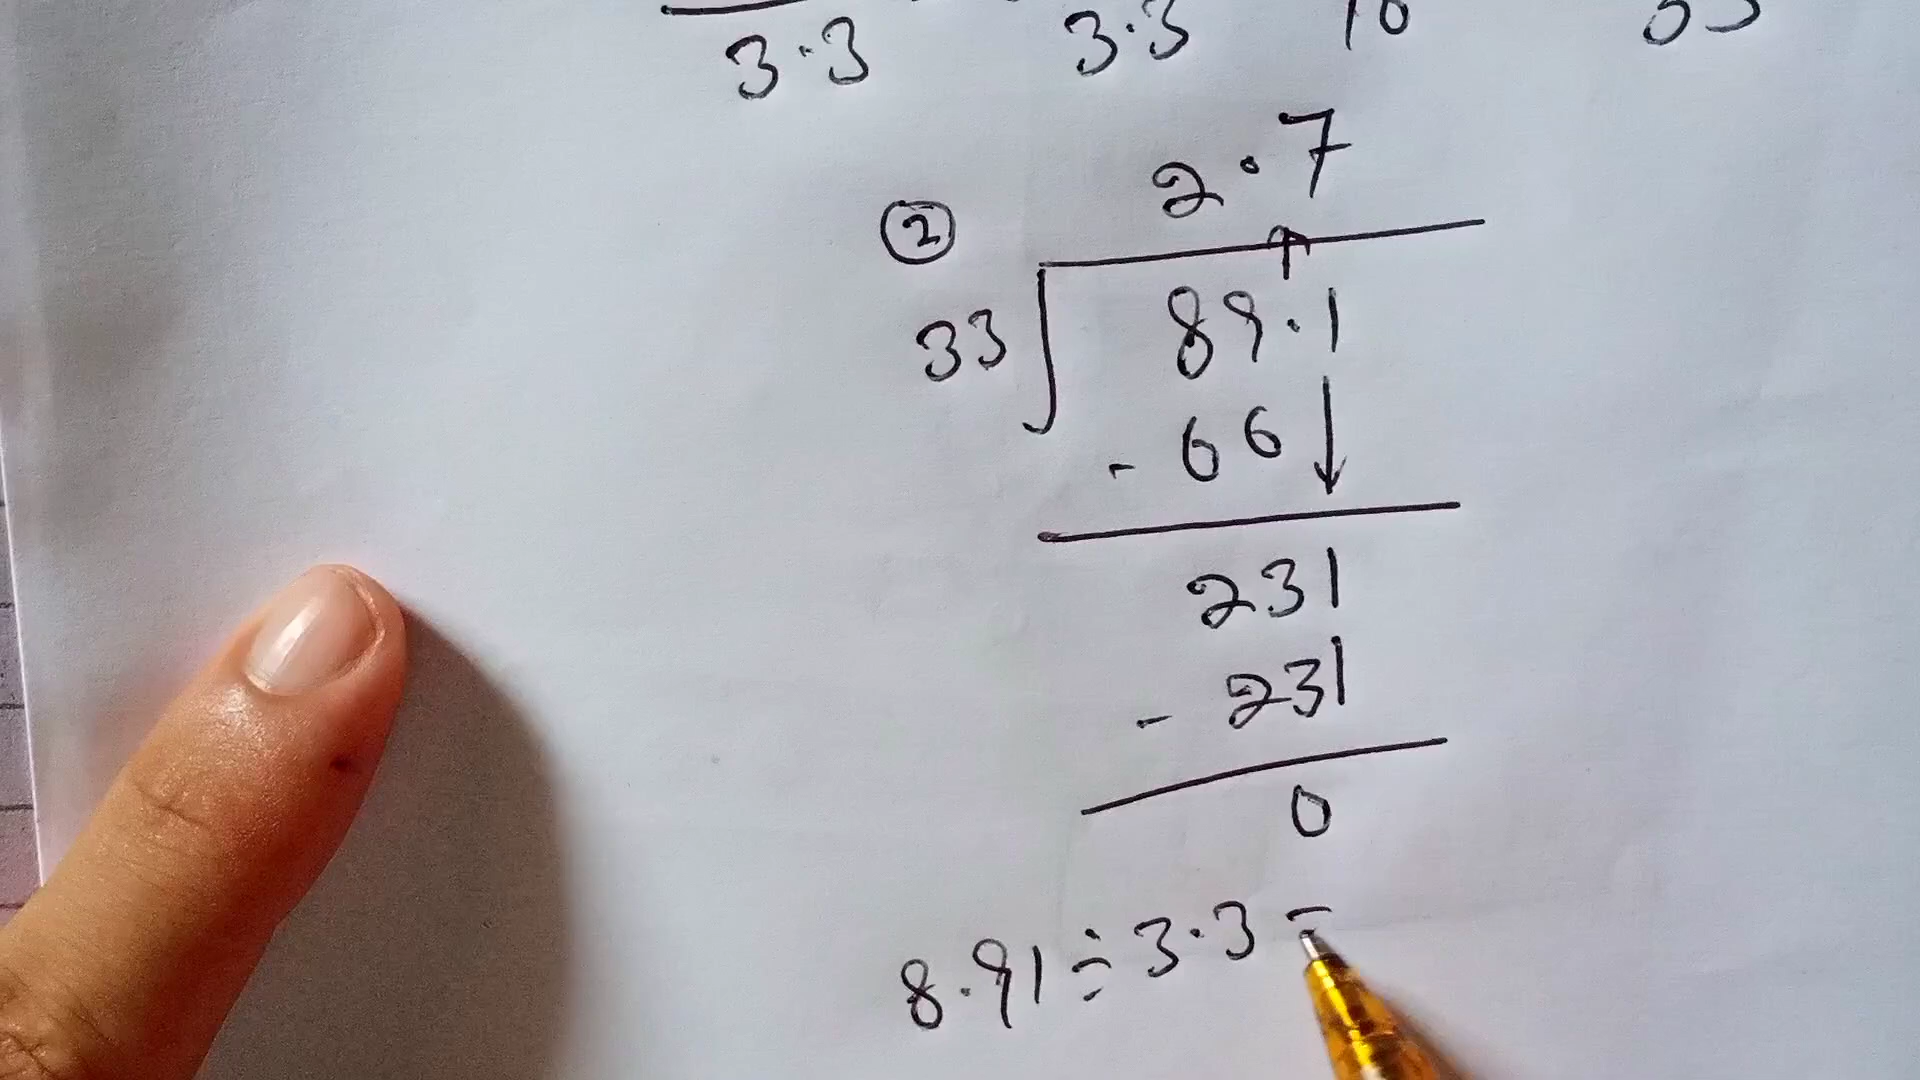 3.3 3.3 10 33
2.7
② 33 89.1
- 66
231
- 231
0
8.91 ÷ 3.3 =